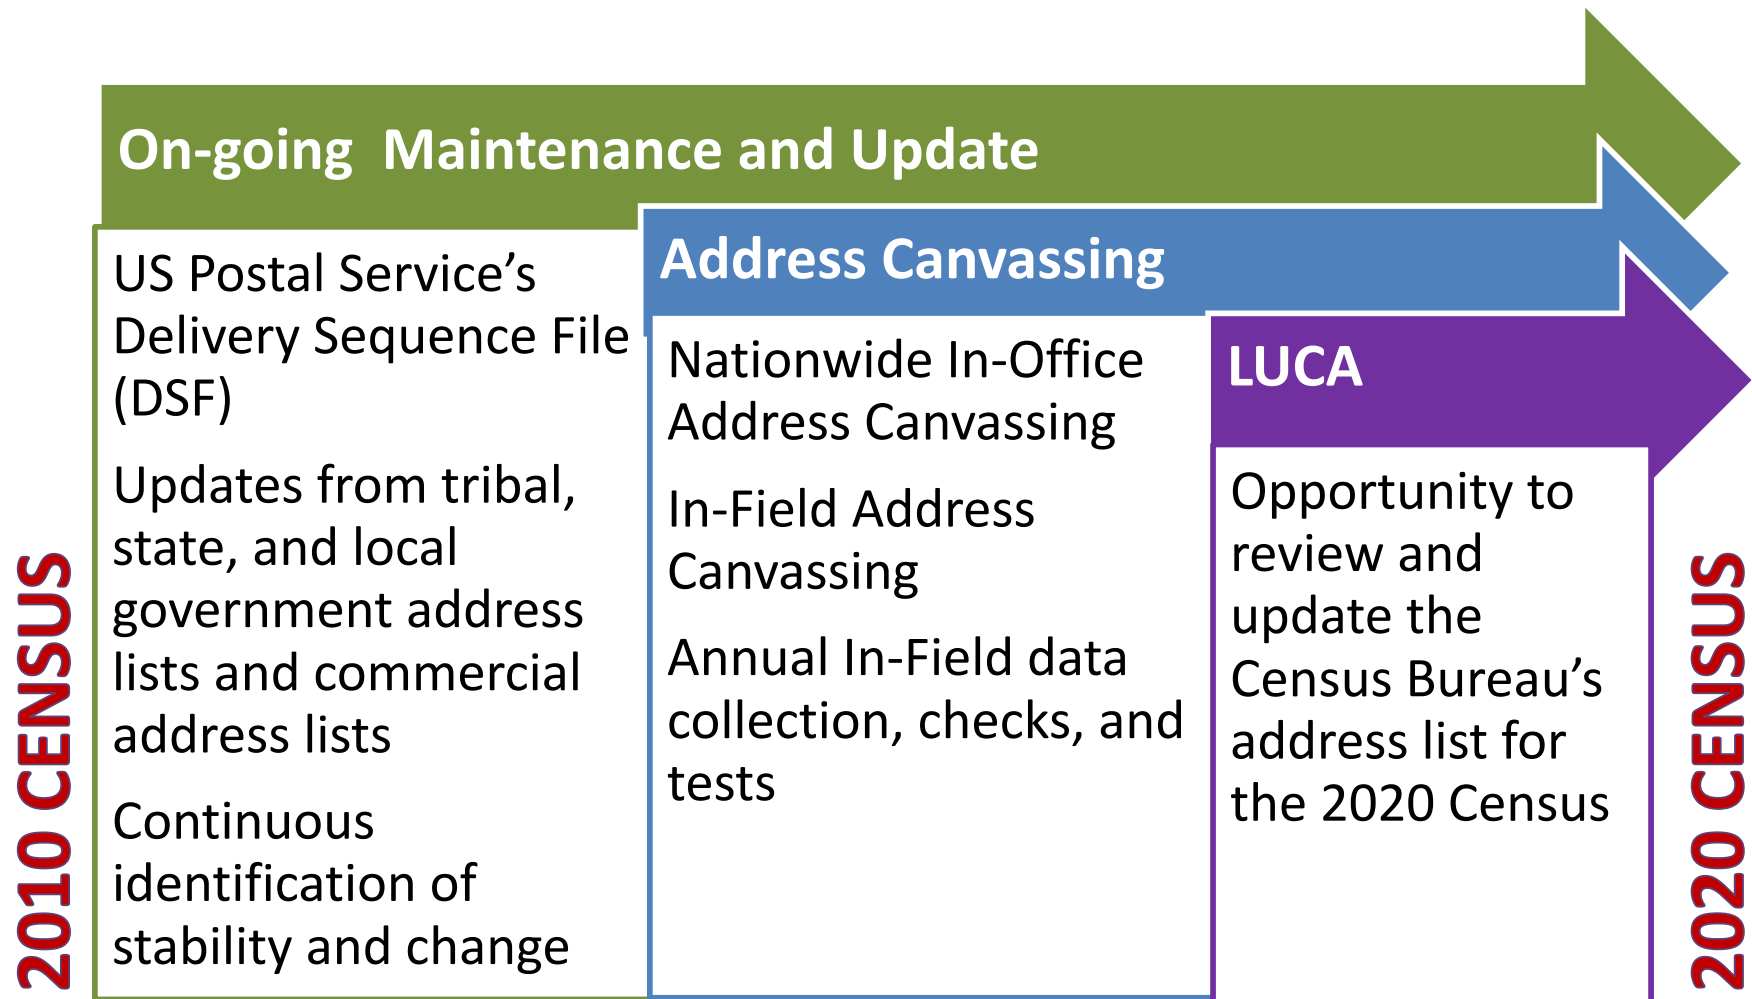 On-going  Maintenance and Update
US Postal Service’s
Delivery Sequence File
(DSF)
Updates from tribal,
state, and local
government address
lists and commercial
address lists
Continuous
identification of
stability and change
Address Canvassing
Nationwide In-Office
Address Canvassing
In-Field Address
Canvassing
Annual In-Field data
collection, checks, and
tests
LUCA
Opportunity to
review and
update the
Census Bureau’s
address list for
the 2020 Census
2010 CENSUS
2020 CENSUS